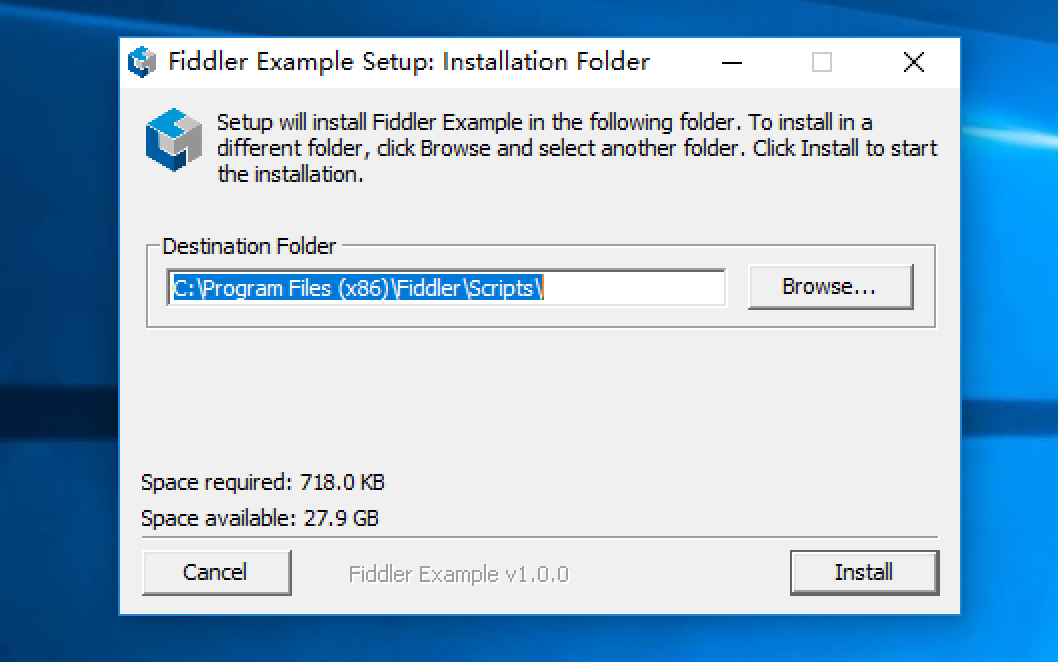 Fiddler Example Setup: Installation Folder
Setup will install Fiddler Example in the following folder. To install in a
different folder, click Browse and select another folder. Click Install to start
the installation.
Destination Folder
C:\Program Files (x86)\Fiddler\Scripts\
Browse...
Space required: 718.0 KB
Space available: 27.9 GB
Cancel
Fiddler Example v1.0.0
Install